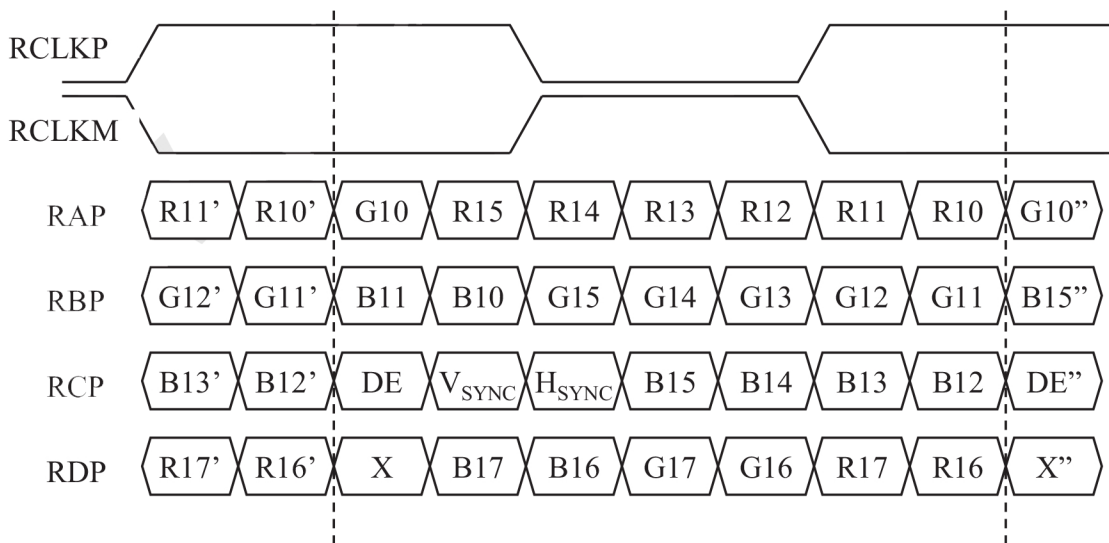 RCLKP
RCLKM
RAP R11’ R10’ G10 R15 R14 R13 R12 R11 R10 G10”
RBP G12’ G11’ B11 B10 G15 G14 G13 G12 G11 B15”
RCP B13’ B12’ DE VSYNC HSYNC B15 B14 B13 B12 DE”
RDP R17’ R16’ X B17 B16 G17 G16 R17 R16 X”